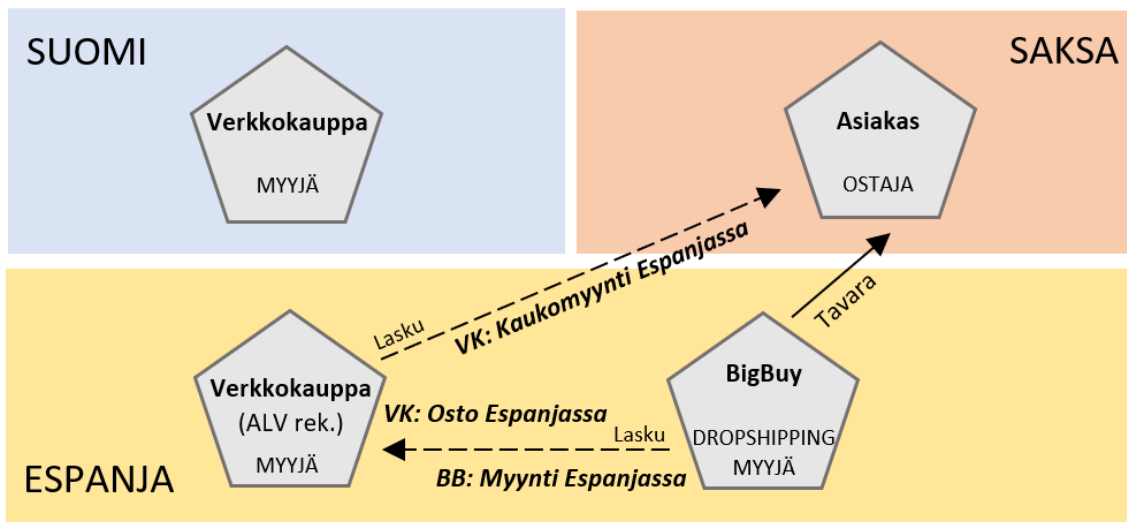 SUOMI
Verkkokauppa
MYYJÄ
SAKSA
Asiakas
OSTAJA
Lasku
VK: Kaukomyynti Espanjassa
Tavara
Verkkokauppa
(ALV rek.)
MYYJÄ
VK: Osto Espanjassa
Lasku
BB: Myynti Espanjassa
BigBuy
DROPSHIPPING
MYYJÄ
ESPANJA